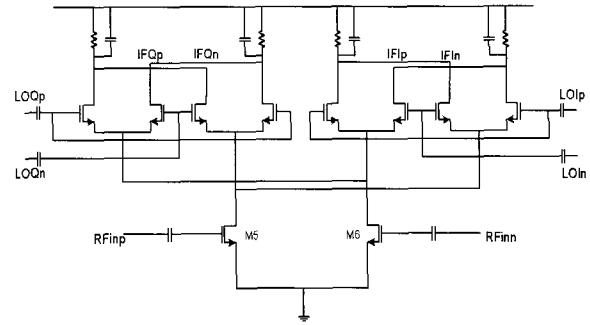 IFQp IFQn IFIp IFIn
LOQp LOIp
LOQn LOIn
RFinp M5 M6 RFinn